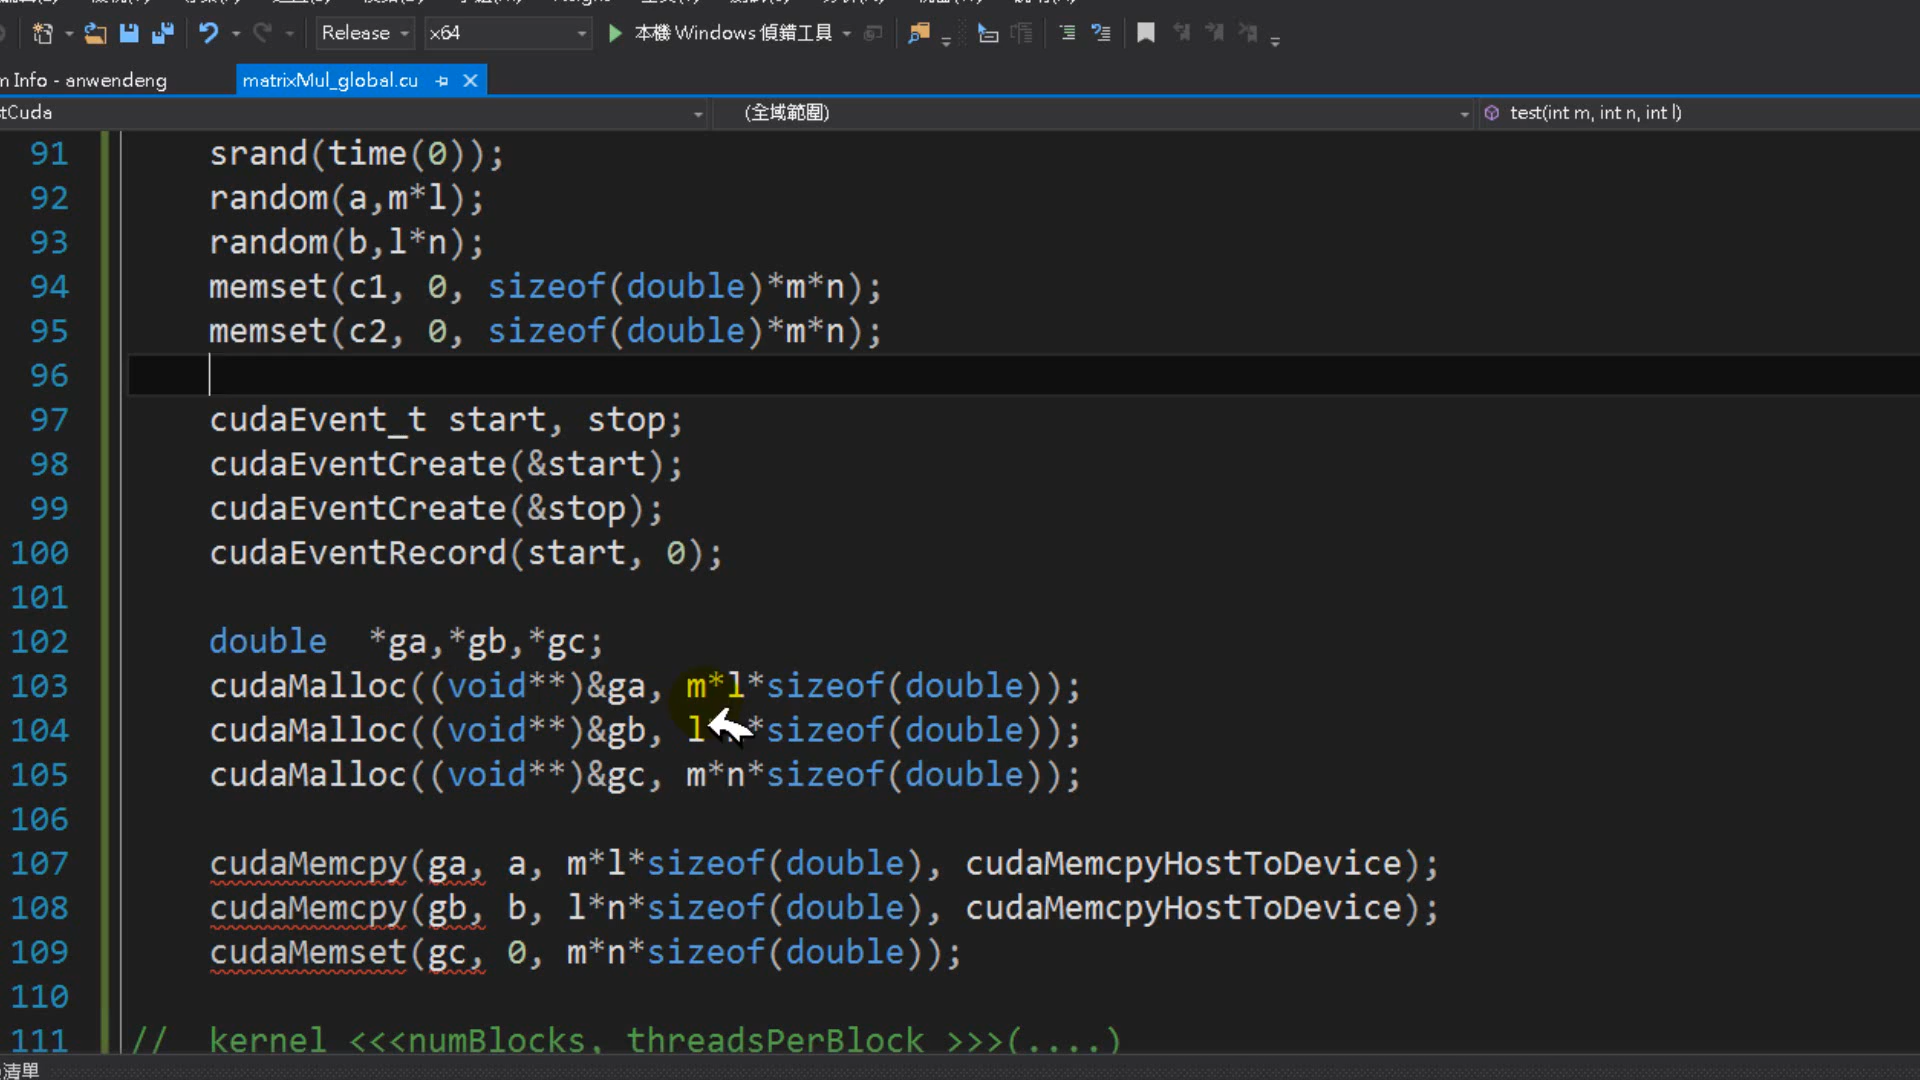 Release
x64
本機 Windows 偵錯工具
m Info - anwendeng
matrixMul_global.cu
tCuda
(全域範圍)
test(int m, int n, int l)
91 srand(time(0));
92 random(a,m*l);
93 random(b,l*n);
94 memset(c1, 0, sizeof(double)*m*n);
95 memset(c2, 0, sizeof(double)*m*n);
96
97 cudaEvent_t start, stop;
98 cudaEventCreate(&start);
99 cudaEventCreate(&stop);
100 cudaEventRecord(start, 0);
101
102 double  *ga,*gb,*gc;
103 cudaMalloc((void**)&ga, m*l*sizeof(double));
104 cudaMalloc((void**)&gb, l*sizeof(double));
105 cudaMalloc((void**)&gc, m*n*sizeof(double));
106
107 cudaMemcpy(ga, a, m*l*sizeof(double), cudaMemcpyHostToDevice);
108 cudaMemcpy(gb, b, l*n*sizeof(double), cudaMemcpyHostToDevice);
109 cudaMemset(gc, 0, m*n*sizeof(double));
110
111 //  kernel <<<numBlocks, threadsPerBlock >>>(....)
清單